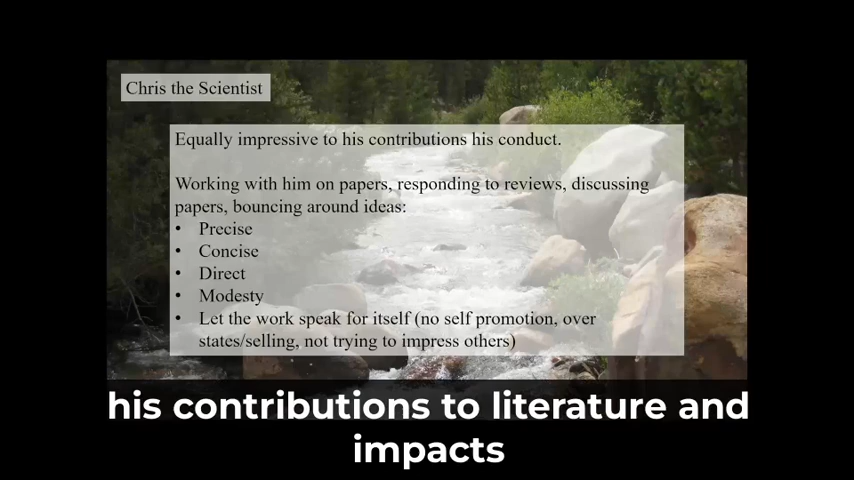 Chris the Scientist
Equally impressive to his contributions his conduct.
Working with him on papers, responding to reviews, discussing
papers, bouncing around ideas:
• Precise
• Concise
• Direct
• Modesty
• Let the work speak for itself (no self promotion, over
states/selling, not trying to impress others)
his contributions to literature and
impacts